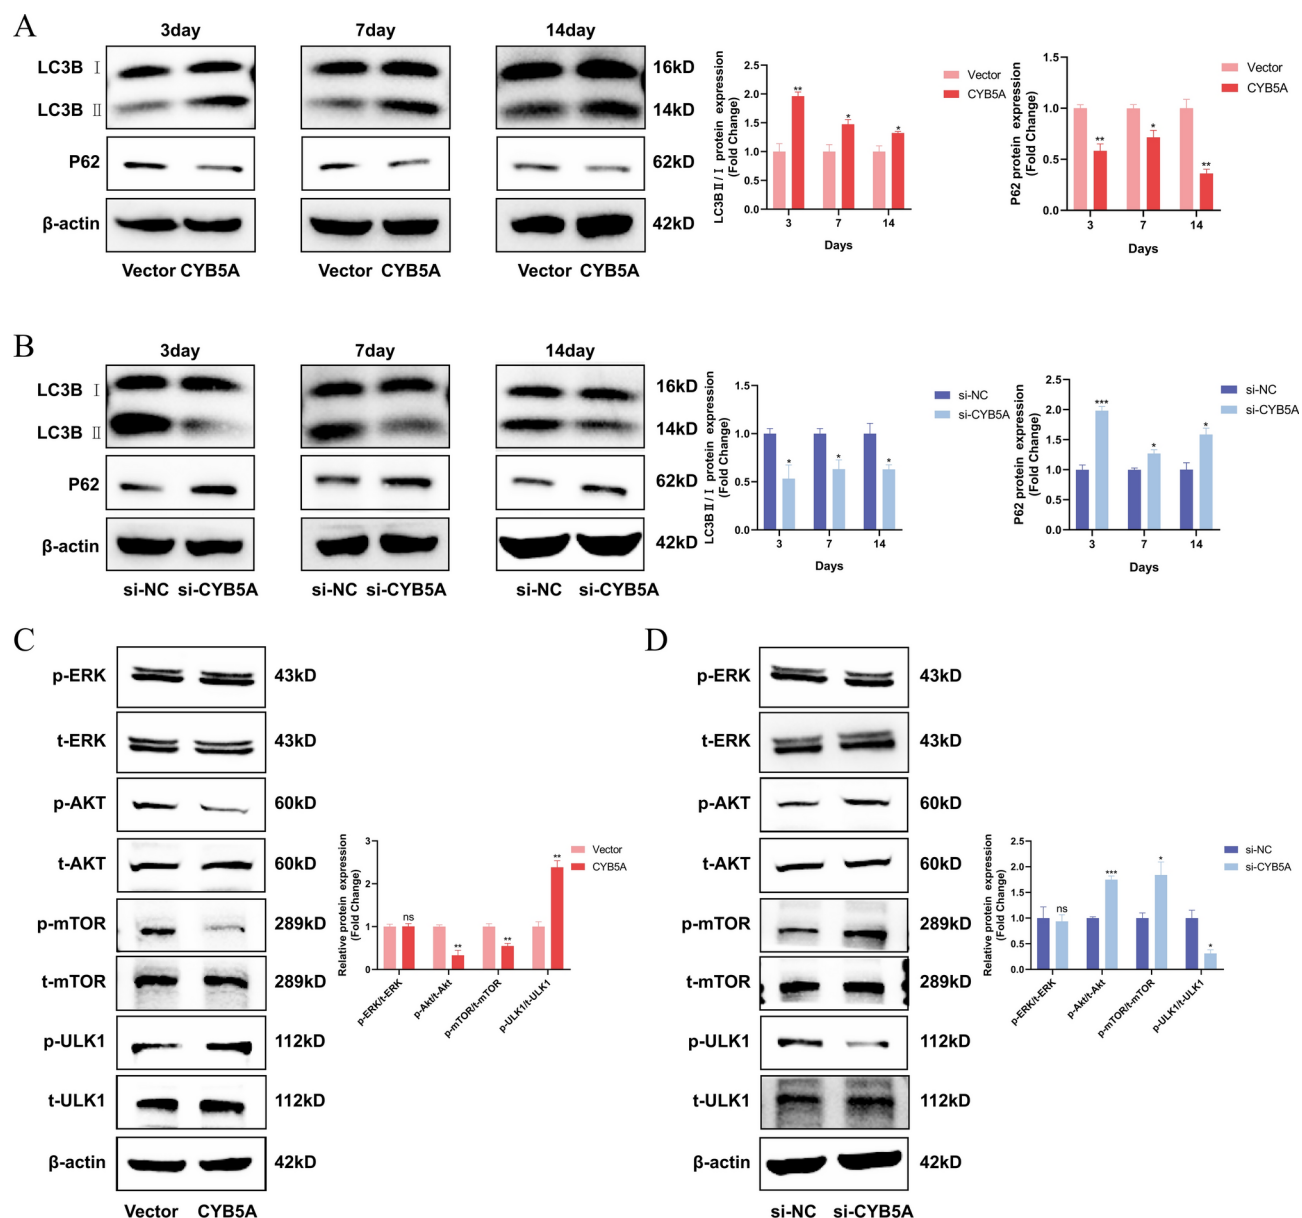 A
3day
7day
14day
LC3B Ⅰ
16kD
LC3B Ⅱ
14kD
P62
62kD
β-actin
42kD
Vector CYB5A
Vector CYB5A
Vector CYB5A
LC3B Ⅱ / Ⅰ protein expression
(Fold Change)
2.5
2.0
1.5
1.0
0.5
0.0
**
*
*
3
7
14
Days
Vector
CYB5A
P62 protein expression
(Fold Change)
1.5
1.0
0.5
0.0
**
*
**
3
7
14
Days
Vector
CYB5A
B
3day
7day
14day
LC3B Ⅰ
16kD
LC3B Ⅱ
14kD
P62
62kD
β-actin
42kD
si-NC si-CYB5A
si-NC si-CYB5A
si-NC si-CYB5A
LC3B Ⅱ / Ⅰ protein expression
(Fold Change)
1.5
1.0
0.5
0.0
*
*
*
3
7
14
Days
si-NC
si-CYB5A
P62 protein expression
(Fold Change)
2.5
2.0
1.5
1.0
0.5
0.0
***
*
*
3
7
14
Days
si-NC
si-CYB5A
C
p-ERK
43kD
t-ERK
43kD
p-AKT
60kD
t-AKT
60kD
p-mTOR
289kD
t-mTOR
289kD
p-ULK1
112kD
t-ULK1
112kD
β-actin
42kD
Vector CYB5A
Relative protein expression
(Fold Change)
3
2
1
0
ns
**
**
**
p-ERK/t-ERK
p-Akt/t-Akt
p-mTOR/t-mTOR
p-ULK1/t-ULK1
Vector
CYB5A
D
p-ERK
43kD
t-ERK
43kD
p-AKT
60kD
t-AKT
60kD
p-mTOR
289kD
t-mTOR
289kD
p-ULK1
112kD
t-ULK1
112kD
β-actin
42kD
si-NC si-CYB5A
Relative protein expression
(Fold Change)
2.5
2.0
1.5
1.0
0.5
0.0
ns
***
*
*
p-ERK/t-ERK
p-Akt/t-Akt
p-mTOR/t-mTOR
p-ULK1/t-ULK1
si-NC
si-CYB5A